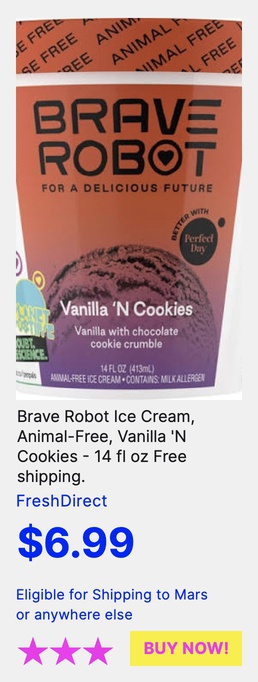 SE FREE • ANIMAL FREE
ANIMAL FREE
BRAVE
ROBOT
FOR A DELICIOUS FUTURE
BETTER WITH
Perfect
Day
Vanilla 'N Cookies
Vanilla with chocolate
cookie crumble
14 FL OZ (413mL)
ANIMAL-FREE ICE CREAM • CONTAINS: MILK ALLERGEN
Brave Robot Ice Cream,
Animal-Free, Vanilla 'N
Cookies - 14 fl oz Free
shipping.
FreshDirect
$6.99
Eligible for Shipping to Mars
or anywhere else
BUY NOW!